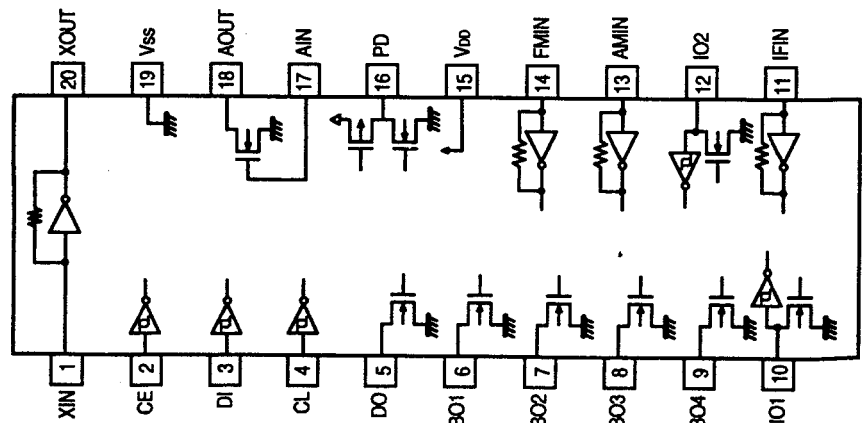 XOUT
Vss
AOUT
AIN
PD
VDD
FMIN
AMIN
IO2
IFIN
20
19
18
17
16
15
14
13
12
11
1
2
3
4
5
6
7
8
9
10
XIN
CE
DI
CL
DO
BO1
BO2
BO3
BO4
IO1